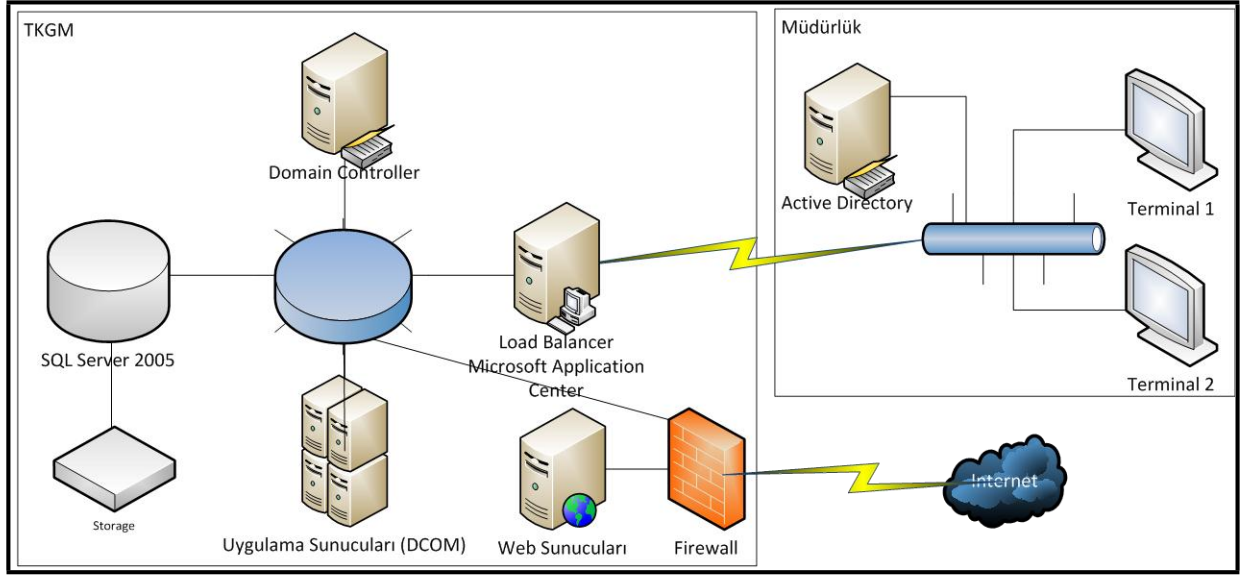 TKGM
Müdürlük
Domain Controller
Active Directory
Terminal 1
SQL Server 2005
Load Balancer
Microsoft Application
Center
Terminal 2
Internet
Storage
Uygulama Sunucuları (DCOM)
Web Sunucuları
Firewall